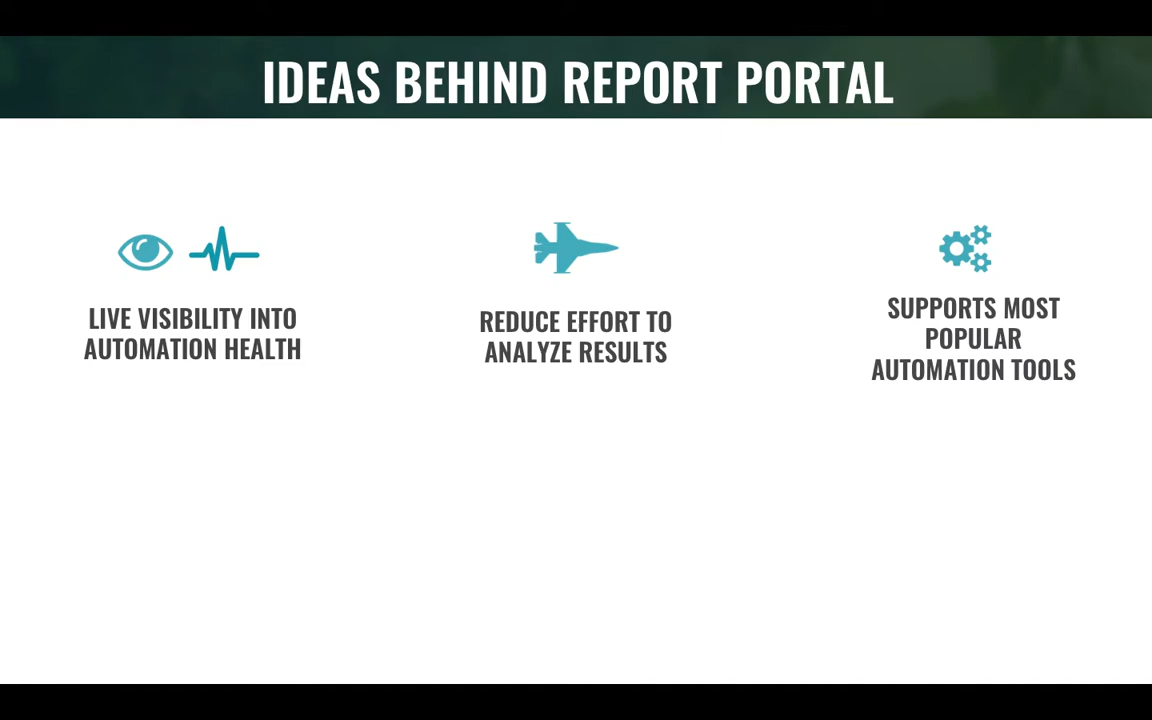 IDEAS BEHIND REPORT PORTAL
LIVE VISIBILITY INTO
AUTOMATION HEALTH
REDUCE EFFORT TO
ANALYZE RESULTS
SUPPORTS MOST
POPULAR
AUTOMATION TOOLS